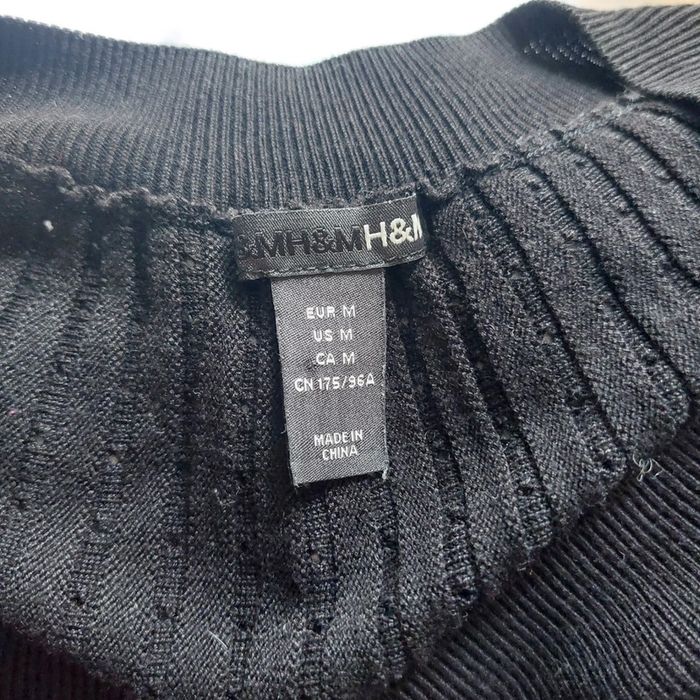 &MH&MH&M
EUR M
US M
CA M
CN 175/96A
MADE IN
CHINA